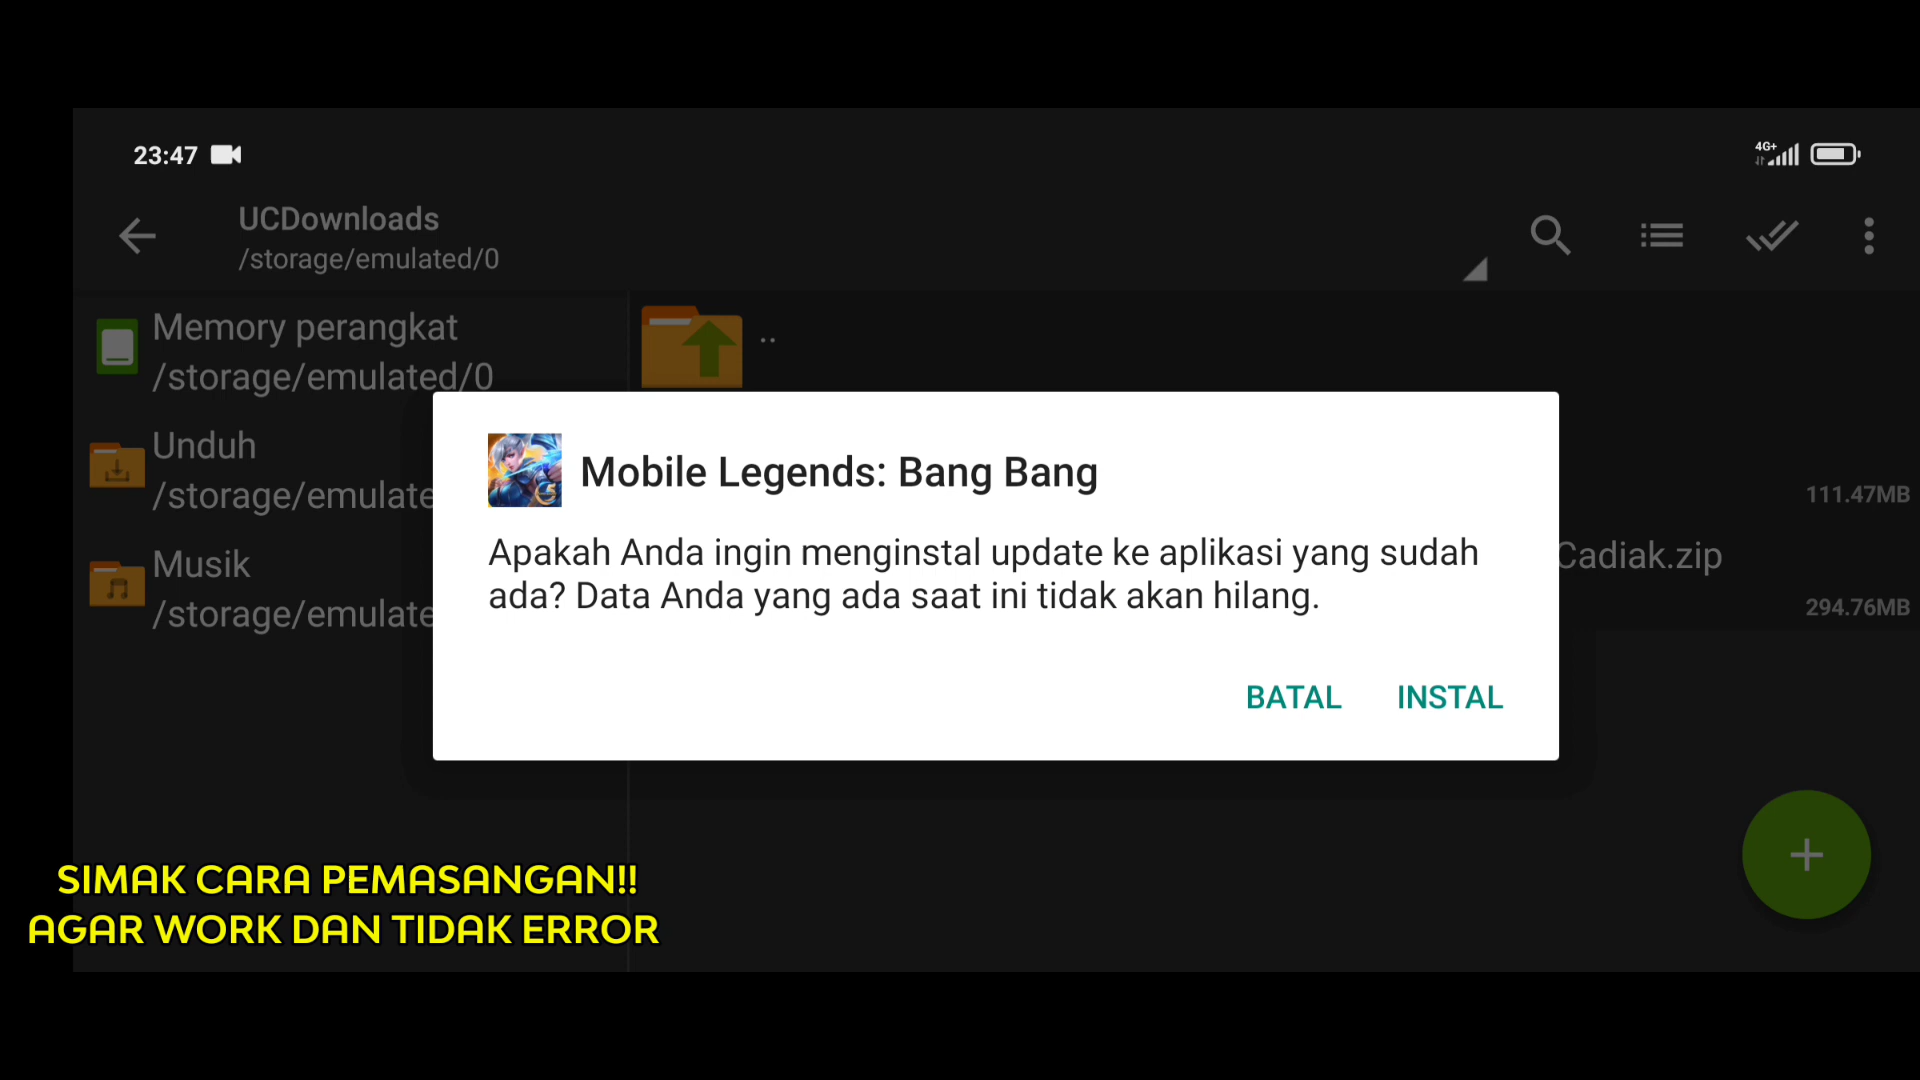 23:47
4G+
UCDownloads
/storage/emulated/0
Memory perangkat
/storage/emulated/0
..
Unduh
/storage/emulate
Musik
/storage/emulate
111.47MB
Cadiak.zip
294.76MB
Mobile Legends: Bang Bang
Apakah Anda ingin menginstal update ke aplikasi yang sudah
ada? Data Anda yang ada saat ini tidak akan hilang.
BATAL INSTAL
SIMAK CARA PEMASANGAN!!
AGAR WORK DAN TIDAK ERROR